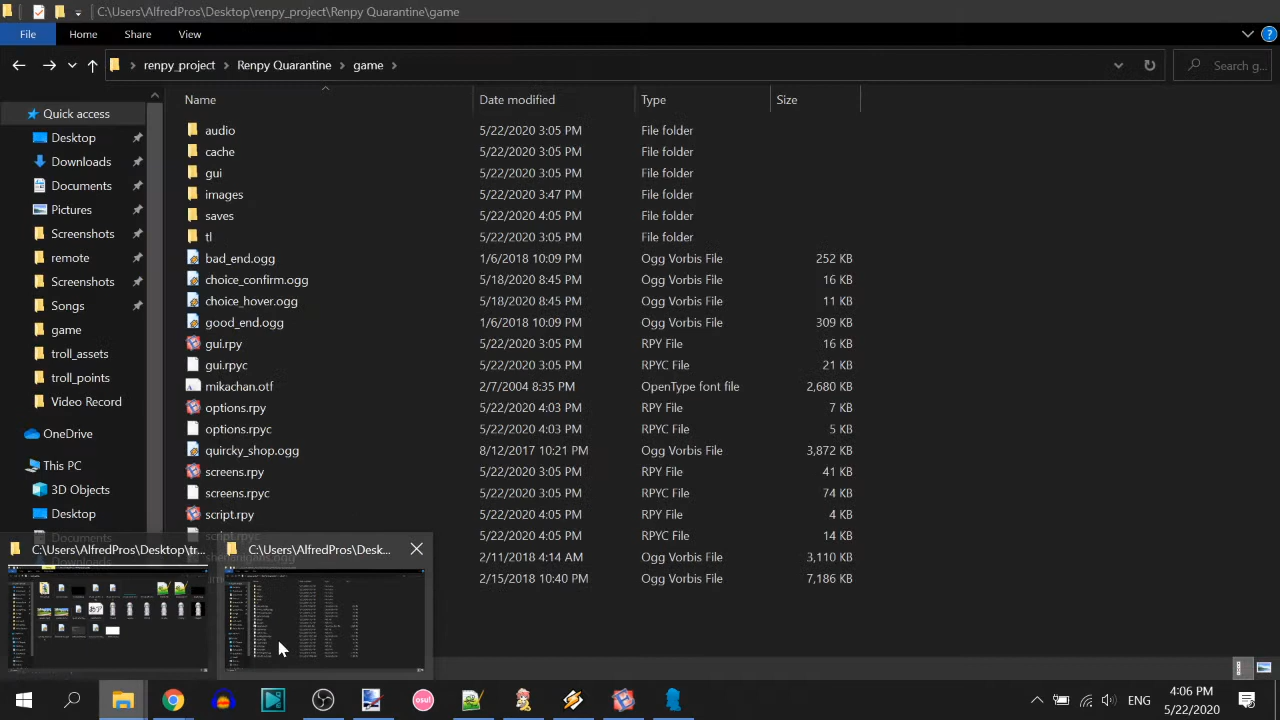 C:\Users\AlfredPros\Desktop\renpy_project\Renpy Quarantine\game
File Home Share View
renpy_project Renpy Quarantine game Search g...
Name Date modified Type Size
Quick access
Desktop
Downloads
Documents
Pictures
Screenshots
remote
Screenshots
Songs
game
troll_assets
troll_points
Video Record
OneDrive
This PC
3D Objects
Desktop
Documents
audio 5/22/2020 3:05 PM File folder
cache 5/22/2020 3:05 PM File folder
gui 5/22/2020 3:05 PM File folder
images 5/22/2020 3:47 PM File folder
saves 5/22/2020 4:05 PM File folder
tl 5/22/2020 3:05 PM File folder
bad_end.ogg 1/6/2018 10:09 PM Ogg Vorbis File 252 KB
choice_confirm.ogg 5/18/2020 8:45 PM Ogg Vorbis File 16 KB
choice_hover.ogg 5/18/2020 8:45 PM Ogg Vorbis File 11 KB
good_end.ogg 1/6/2018 10:09 PM Ogg Vorbis File 309 KB
gui.rpy 5/22/2020 3:05 PM RPY File 16 KB
gui.rpyc 5/22/2020 3:05 PM RPYC File 21 KB
mikachan.otf 2/7/2004 8:35 PM OpenType font file 2,680 KB
options.rpy 5/22/2020 4:03 PM RPY File 7 KB
options.rpyc 5/22/2020 4:03 PM RPYC File 5 KB
quircky_shop.ogg 8/12/2017 10:21 PM Ogg Vorbis File 3,872 KB
screens.rpy 5/22/2020 3:05 PM RPY File 41 KB
screens.rpyc 5/22/2020 3:05 PM RPYC File 74 KB
script.rpy 5/22/2020 4:05 PM RPY File 4 KB
script.rpyc 5/22/2020 4:05 PM RPYC File 14 KB
/11/2018 4:14 AM Ogg Vorbis File 3,110 KB
Ogg Vorbis File 7,186 KB
C:\Users\AlfredPros\Desktop\tr...
C:\Users\AlfredPros\Desk...
ENG
4:06 PM
5/22/2020